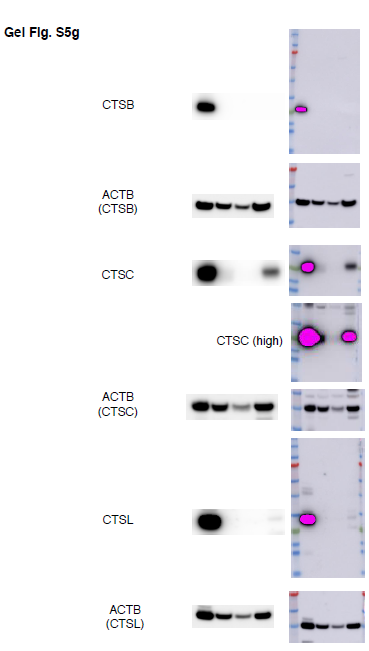 Gel Fig. S5g
CTSB
ACTB
(CTSB)
CTSC
CTSC (high)
ACTB
(CTSC)
CTSL
ACTB
(CTSL)